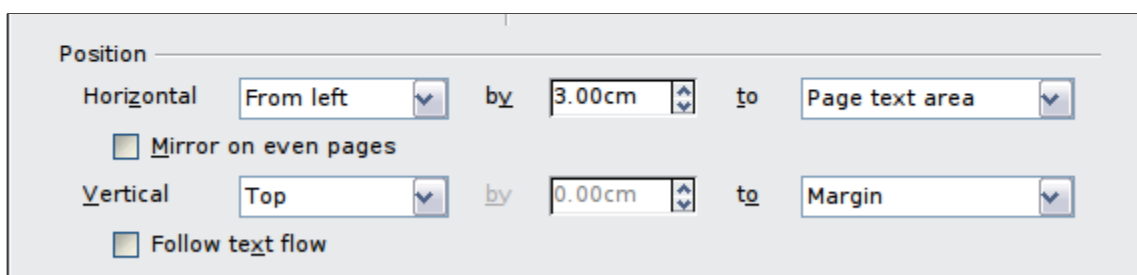 Position
Horizontal From left by 3.00cm to Page text area
Mirror on even pages
Vertical Top by 0.00cm to Margin
Follow text flow